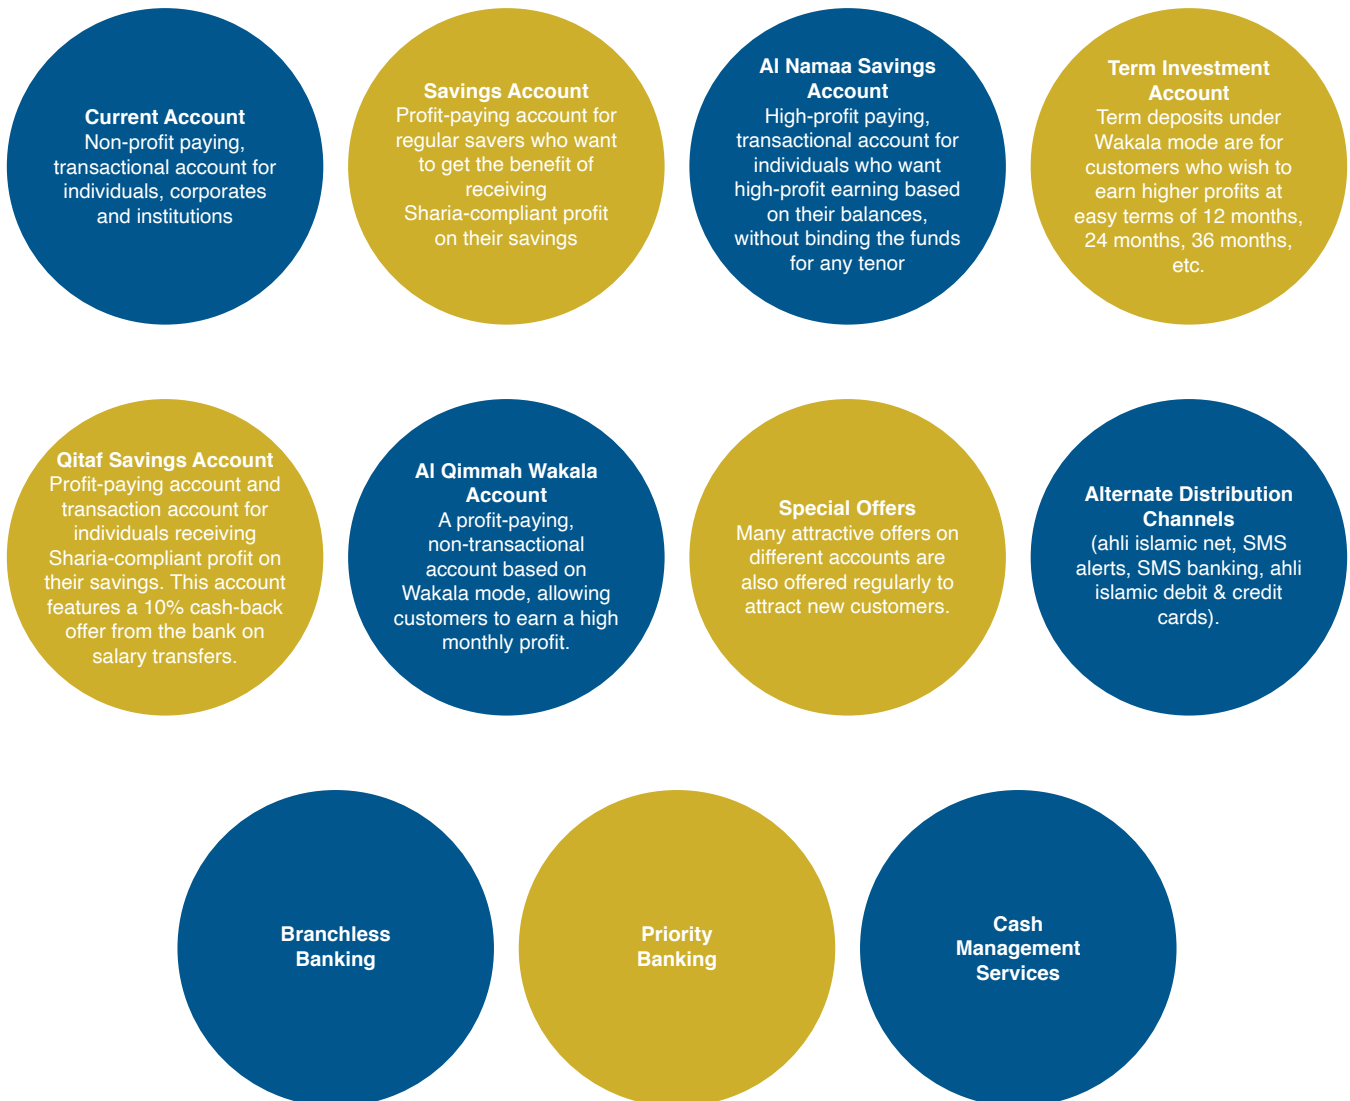 Current Account
Non-profit paying,
transactional account for
individuals, corporates
and institutions
Savings Account
Profit-paying account for
regular savers who want
to get the benefit of
receiving
Sharia-compliant profit
on their savings
Al Namaa Savings
Account
High-profit paying,
transactional account for
individuals who want
high-profit earning based
on their balances,
without binding the funds
for any tenor
Term Investment
Account
Term deposits under
Wakala mode are for
customers who wish to
earn higher profits at
easy terms of 12 months,
24 months, 36 months,
etc.
Qitaf Savings Account
Profit-paying account and
transaction account for
individuals receiving
Sharia-compliant profit on
their savings. This account
features a 10% cash-back
offer from the bank on
salary transfers.
Al Qimmah Wakala
Account
A profit-paying,
non-transactional
account based on
Wakala mode, allowing
customers to earn a high
monthly profit.
Special Offers
Many attractive offers on
different accounts are
also offered regularly to
attract new customers.
Alternate Distribution
Channels
(ahli islamic net, SMS
alerts, SMS banking, ahli
islamic debit & credit
cards).
Branchless
Banking
Priority
Banking
Cash
Management
Services